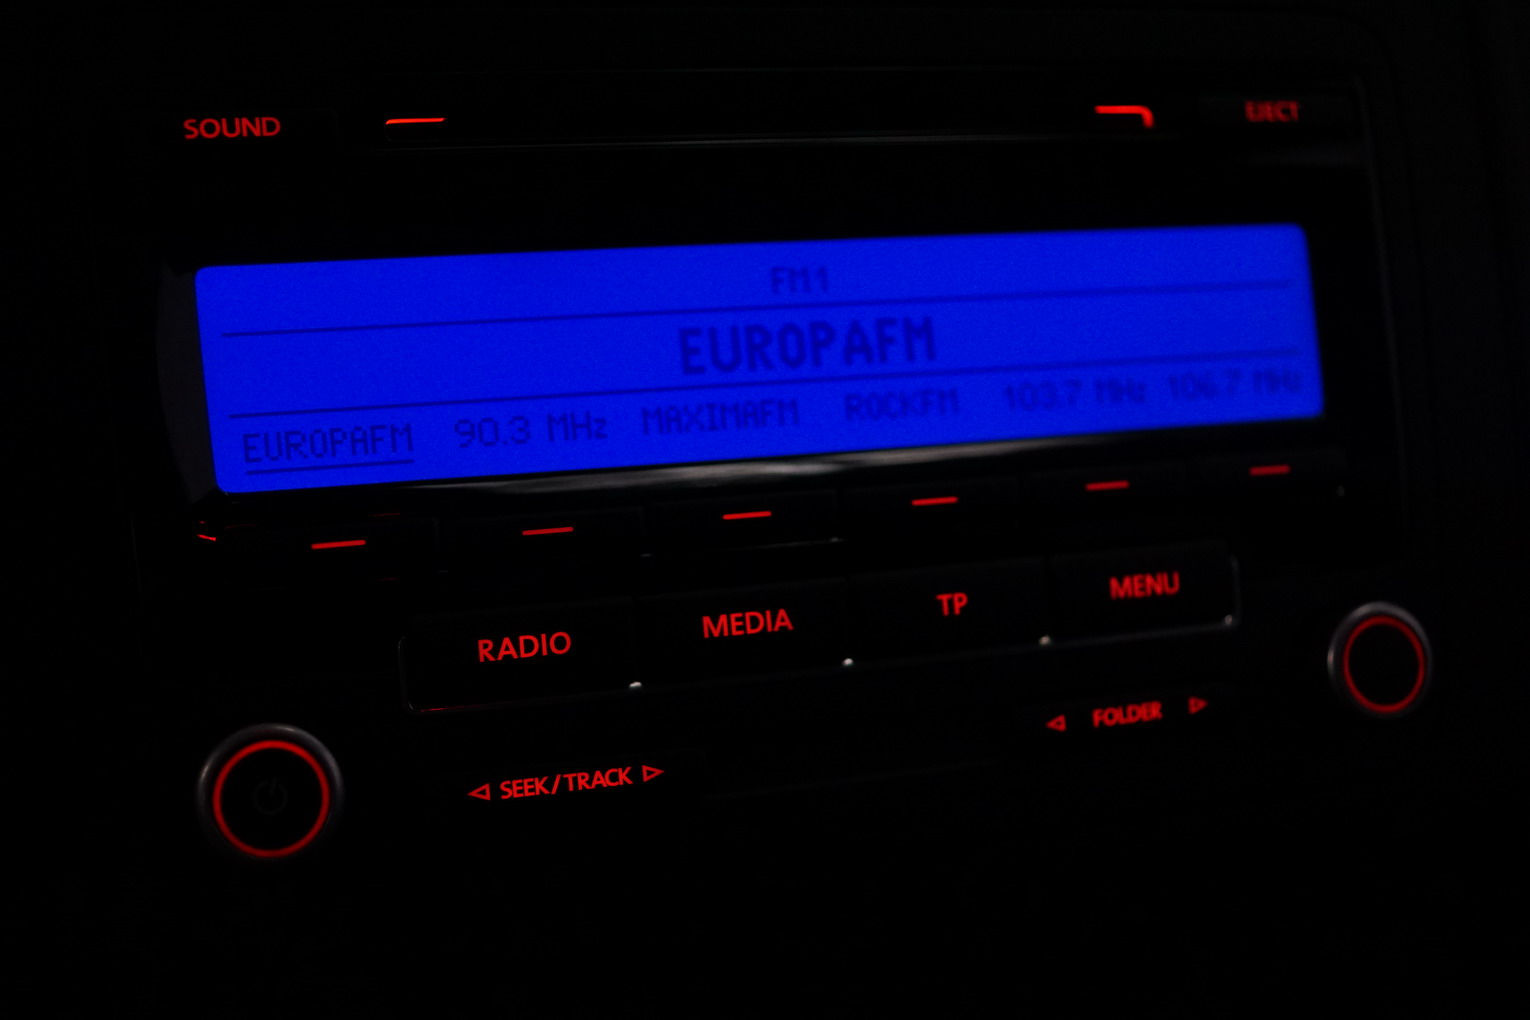 SOUND
EJECT
FM1
EUROPAFM
EUROPAFM 90.3 MHz MAXIMAFM ROCKFM 103.7 MHz 106.7 MHz
RADIO MEDIA TP MENU
◁ SEEK/TRACK ▷
◁ FOLDER ▷